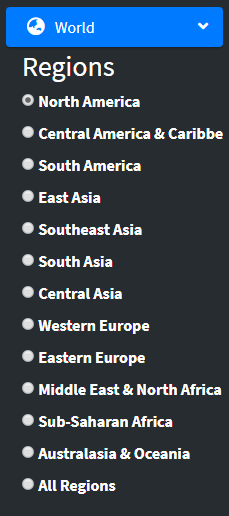 World
Regions
North America
Central America & Caribbe
South America
East Asia
Southeast Asia
South Asia
Central Asia
Western Europe
Eastern Europe
Middle East & North Africa
Sub-Saharan Africa
Australasia & Oceania
All Regions